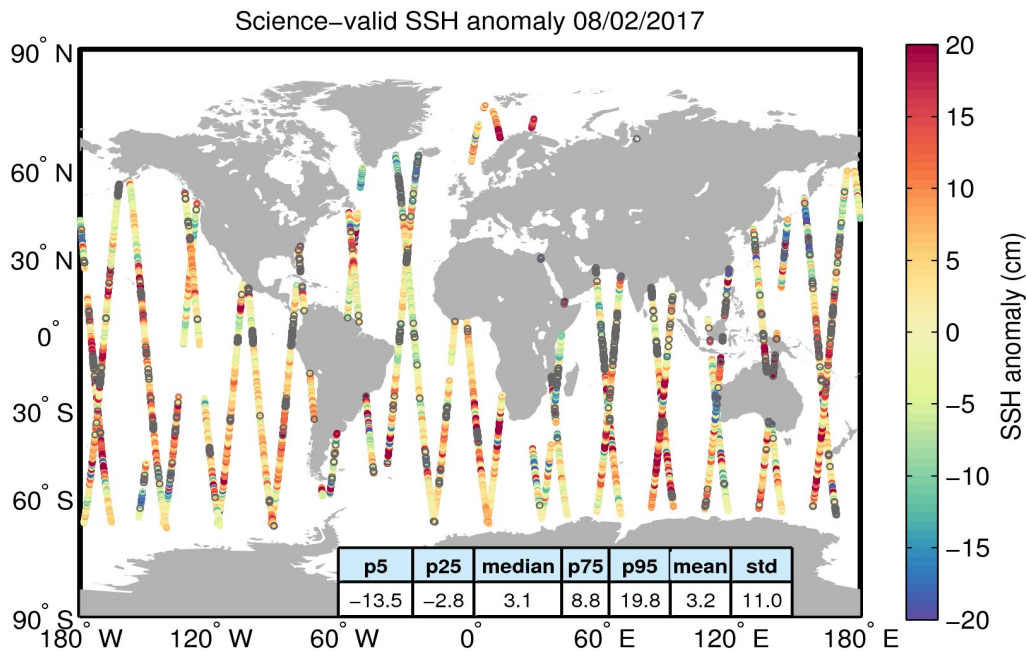 Science−valid SSH anomaly 08/02/2017
90° N
60° N
30° N
0°
30° S
60° S
90° S
180° W
120° W
60° W
0°
60° E
120° E
180° E
p5 p25 median p75 p95 mean std
−13.5 −2.8 3.1 8.8 19.8 3.2 11.0
20
15
10
5
0
−5
−10
−15
−20
SSH anomaly (cm)